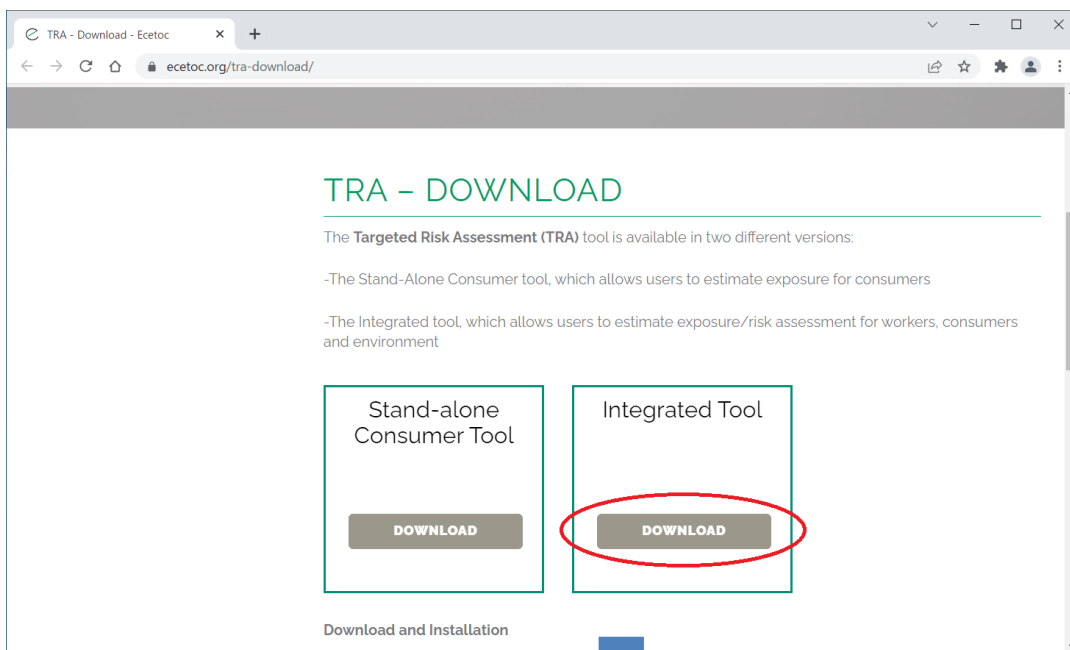 TRA - Download - Ecetoc
ecetoc.org/tra-download/
TRA – DOWNLOAD
The Targeted Risk Assessment (TRA) tool is available in two different versions:
-The Stand-Alone Consumer tool, which allows users to estimate exposure for consumers
-The Integrated tool, which allows users to estimate exposure/risk assessment for workers, consumers
and environment
Stand-alone
Consumer Tool
DOWNLOAD
Integrated Tool
DOWNLOAD
Download and Installation